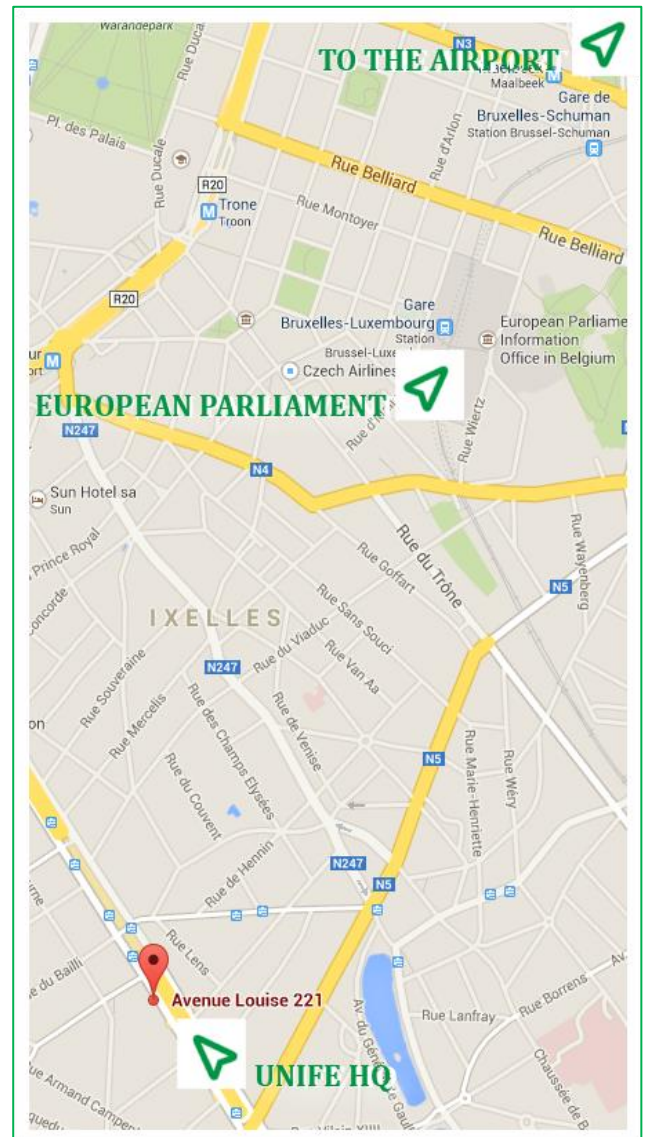 Warandepark
Rue Ducale
N3
TO THE AIRPORT
Maalbeek
Gare de
Bruxelles-Schuman
Station Brussel-Schuman
Pl. des Palais
Rue Ducale
R20
Trone
Troon
Rue d'Arlon
Rue Belliard
Rue Montoyer
Rue Belliard
R20
Gare
Bruxelles-Luxembourg
Station
European
Information
Office in Belgium
Czech Airlines
EUROPEAN PARLIAMENT
Rue Wiertz
N247
N4
Sun Hotel sa
Sun
Prince Royal
Rue Goffart
Rue du Trône
Rue Wayenberg
N5
IXELLES
Rue Sans Souci
Rue du Viaduc
Rue Van Aa
N247
Rue Souveraine
Rue Mercelis
Rue des Champs Elysées
Rue de Venise
Rue du Couvent
N5
Rue Marie-Henriette
Rue Wéry
Rue de Hennin
N247
N5
Rue Lens
Avenue Louise 221
Rue Lanfray
Rue Borrens
Av.
UNIFE HQ
Chaussée de